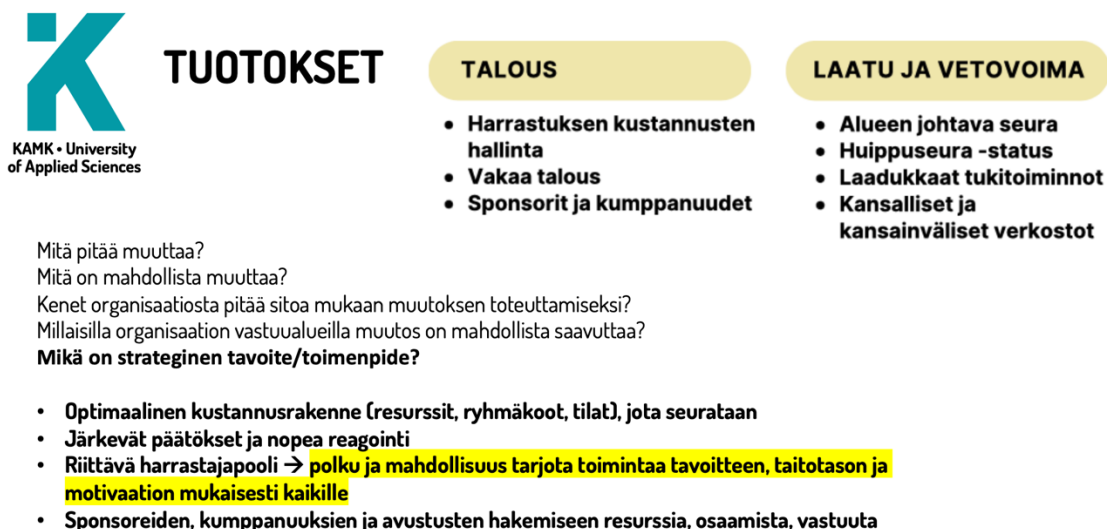 KAMK • University
of Applied Sciences
TUOTOKSET
TALOUS
• Harrastuksen kustannusten
hallinta
• Vakaa talous
• Sponsorit ja kumppanuudet
LAATU JA VETOVOIMA
• Alueen johtava seura
• Huippuseura -status
• Laadukkaat tukitoiminnot
• Kansalliset ja
kansainväliset verkostot
Mitä pitää muuttaa?
Mitä on mahdollista muuttaa?
Kenet organisaatiosta pitää sitoa mukaan muutoksen toteuttamiseksi?
Millaisilla organisaation vastuualueilla muutos on mahdollista saavuttaa?
Mikä on strateginen tavoite/toimenpide?
• Optimaalinen kustannusrakenne (resurssit, ryhmäkoot, tilat), jota seurataan
• Järkevät päätökset ja nopea reagointi
• Riittävä harrastajapooli → polku ja mahdollisuus tarjota toimintaa tavoitteen, taitotason ja
motivaation mukaisesti kaikille
• Sponsoreiden, kumppanuuksien ja avustusten hakemiseen resurssia, osaamista, vastuuta